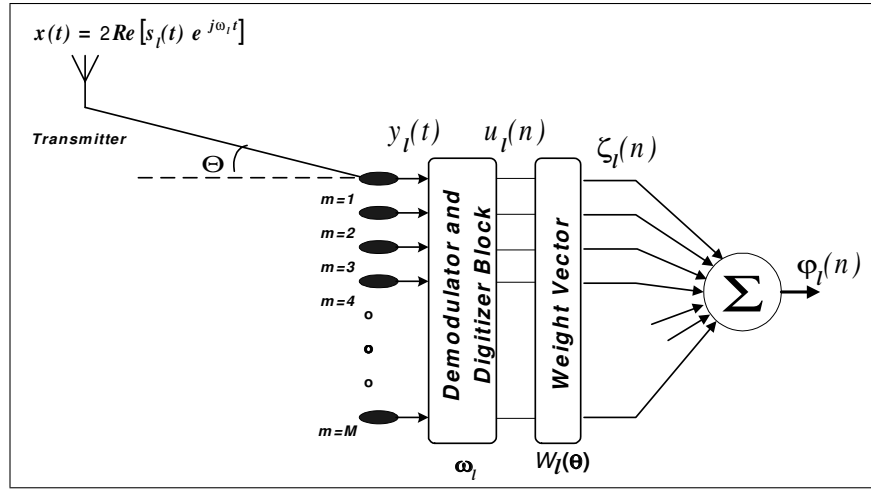 x(t) = 2Re [s_l(t) e^{jω_l t}]
Transmitter
Θ
y_l(t)
u_l(n)
ζ_l(n)
m=1
m=2
m=3
m=4
m=M
Demodulator and
Digitizer Block
Weight Vector
Σ
φ_l(n)
ω_l
W_l(θ)